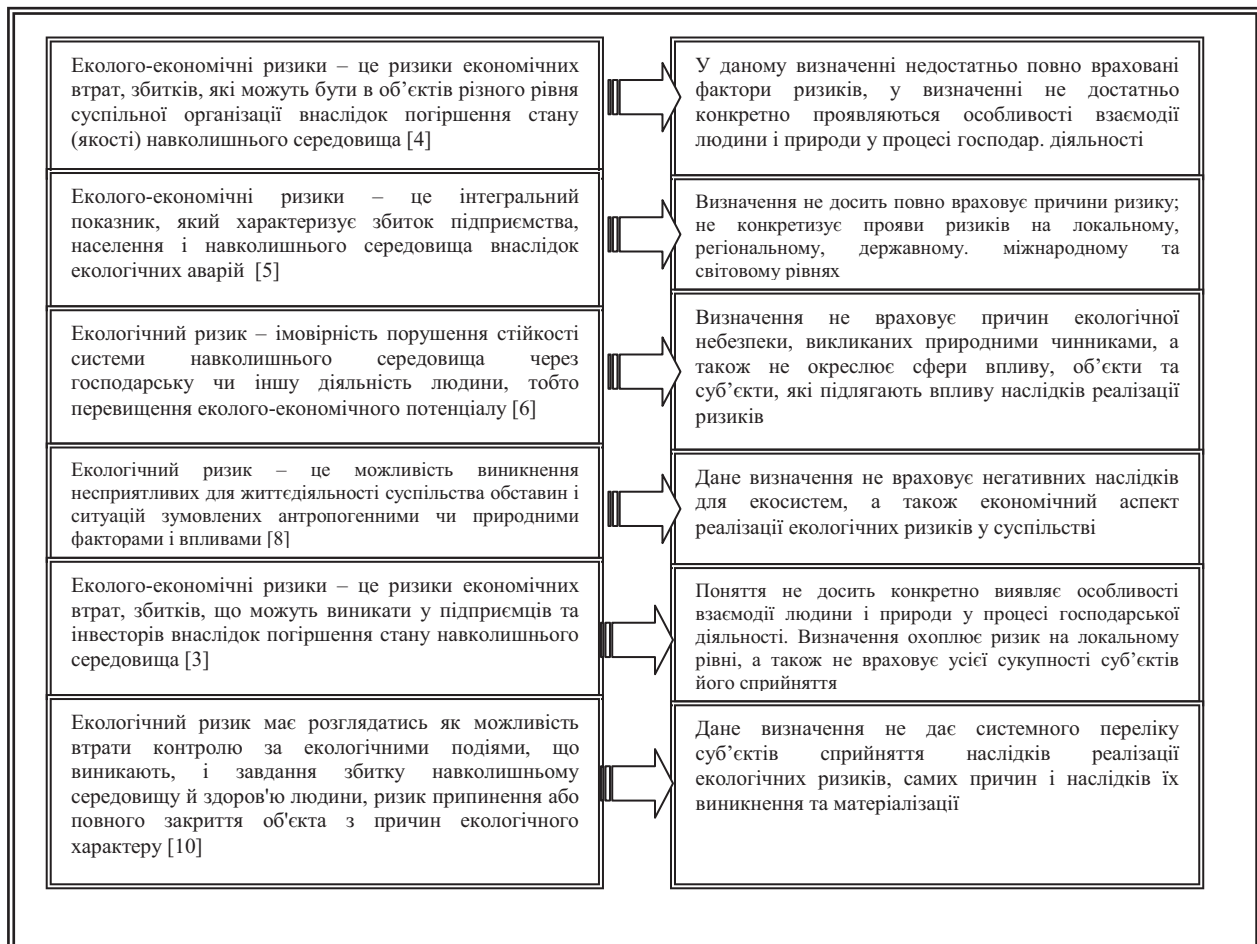 Еколого-економічні ризики – це ризики економічних
втрат, збитків, які можуть бути в об’єктів різного рівня
суспільної організації внаслідок погіршення стану
(якості) навколишнього середовища [4]
У даному визначенні недостатньо повно враховані
фактори ризиків, у визначенні не достатньо
конкретно проявляються особливості взаємодії
людини і природи у процесі господар. діяльності
Еколого-економічні ризики – це інтегральний
показник, який характеризує збиток підприємства,
населення і навколишнього середовища внаслідок
екологічних аварій [5]
Визначення не досить повно враховує причини ризику;
не конкретизує прояви ризиків на локальному,
регіональному, державному. міжнародному та
світовому рівнях
Екологічний ризик – імовірність порушення стійкості
системи навколишнього середовища через
господарську чи іншу діяльність людини, тобто
перевищення еколого-економічного потенціалу [6]
Визначення не враховує причин екологічної
небезпеки, викликаних природними чинниками, а
також не окреслює сфери впливу, об’єкти та
суб’єкти, які підлягають впливу наслідків реалізації
ризиків
Екологічний ризик – це можливість виникнення
несприятливих для життєдіяльності суспільства обставин і
ситуацій зумовлених антропогенними чи природними
факторами і впливами [8]
Дане визначення не враховує негативних наслідків
для екосистем, а також економічний аспект
реалізації екологічних ризиків у суспільстві
Еколого-економічні ризики – це ризики економічних
втрат, збитків, що можуть виникати у підприємців та
інвесторів внаслідок погіршення стану навколишнього
середовища [3]
Поняття не досить конкретно виявляє особливості
взаємодії людини і природи у процесі господарської
діяльності. Визначення охоплює ризик на локальному
рівні, а також не враховує усієї сукупності суб’єктів
його сприйняття
Екологічний ризик має розглядатись як можливість
втрати контролю за екологічними подіями, що
виникають, і завдання збитку навколишньому
середовищу й здоров'ю людини, ризик припинення або
повного закриття об'єкта з причин екологічного
характеру [10]
Дане визначення не дає системного переліку
суб’єктів сприйняття наслідків реалізації
екологічних ризиків, самих причин і наслідків їх
виникнення та матеріалізації